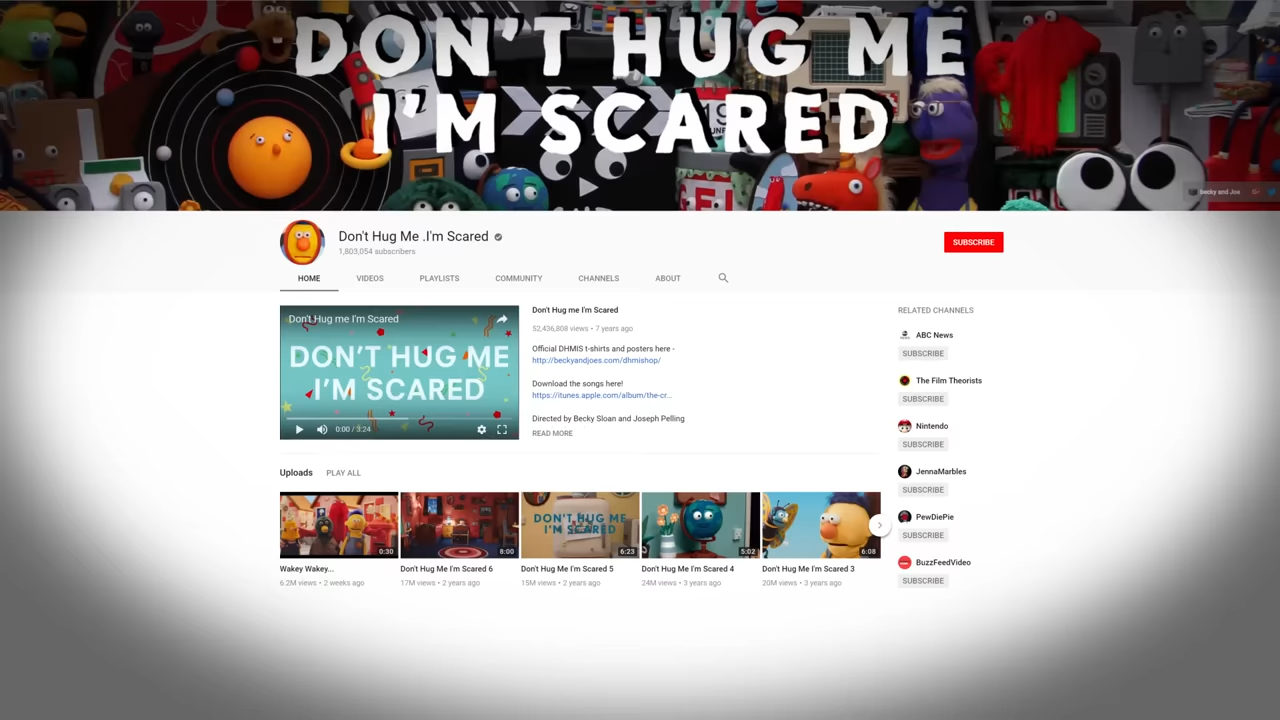 DON'T HUG ME
I'M SCARED
19
JUNE
becky and Joe
Don't Hug Me .I'm Scared
1,803,054 subscribers
SUBSCRIBE
HOME VIDEOS PLAYLISTS COMMUNITY CHANNELS ABOUT
Don't Hug me I'm Scared
DON'T HUG ME
I'M SCARED
0:00 / 3:24
Don't Hug me I'm Scared
52,436,808 views • 7 years ago
Official DHMIS t-shirts and posters here -
http://beckyandjoes.com/dhmishop/
Download the songs here!
https://itunes.apple.com/album/the-cr...
Directed by Becky Sloan and Joseph Pelling
READ MORE
RELATED CHANNELS
ABC News
SUBSCRIBE
The Film Theorists
SUBSCRIBE
Nintendo
SUBSCRIBE
JennaMarbles
SUBSCRIBE
PewDiePie
SUBSCRIBE
BuzzFeedVideo
SUBSCRIBE
Uploads PLAY ALL
0:30
Wakey Wakey...
6.2M views • 2 weeks ago
8:00
Don't Hug Me I'm Scared 6
17M views • 2 years ago
DON'T HUG ME
I'M SCARED
6:23
Don't Hug Me I'm Scared 5
15M views • 2 years ago
5:02
Don't Hug Me I'm Scared 4
24M views • 3 years ago
6:08
Don't Hug Me I'm Scared 3
20M views • 3 years ago